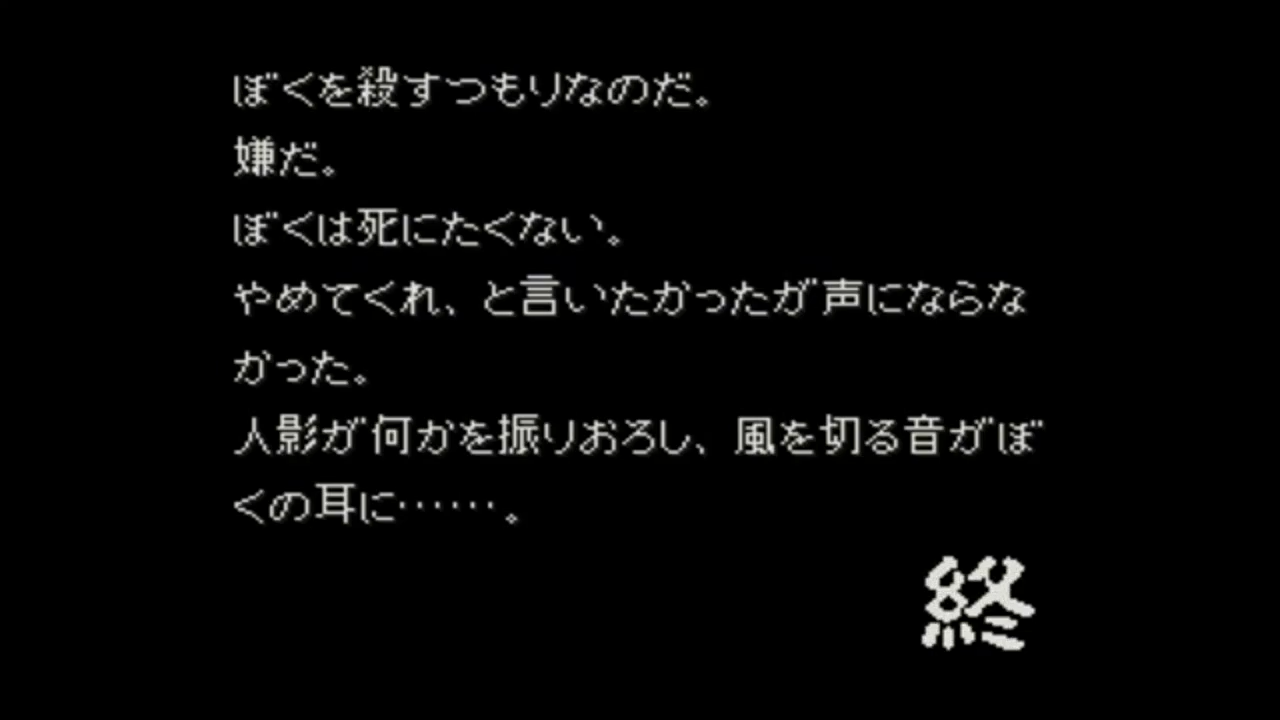 ぼくを殺すつもりなのだ。
嫌だ。
ぼくは死にたくない。
やめてくれ、と言いたかったが声にならな
かった。
人影が何かを振りおろし、風を切る音がぼ
くの耳に……。
終